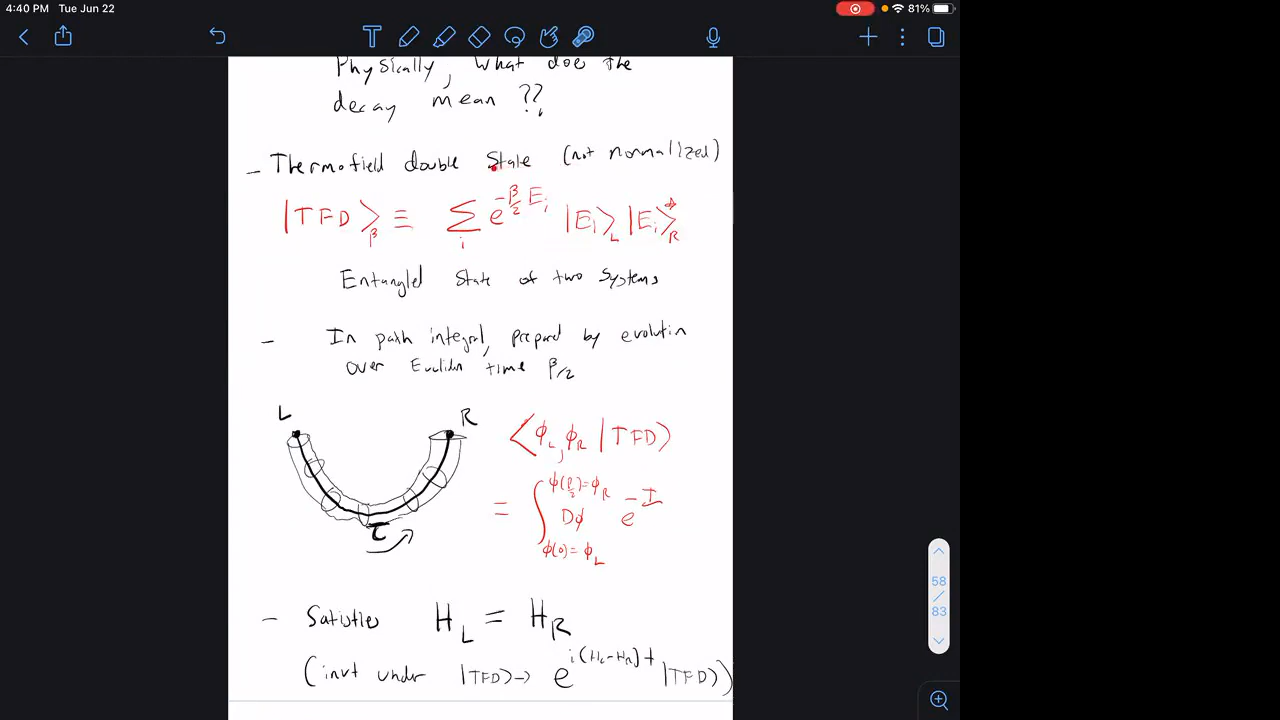 4:40 PM Tue Jun 22
81%
Physically, what does the
decay mean ??
- Thermofield double state (not normalized)
|TFD⟩_β ≡ Σ_i e^{-β/2 E_i} |E_i⟩_L |E_i⟩*_R
Entangled state of two systems
- In path integral, prepared by evolution
over Euclidean time β/2
L R
⟨ϕ_L, ϕ_R |TFD⟩
= ∫_{ϕ(0)=ϕ_L}^{ϕ(β/2)=ϕ_R} Dϕ e^{-I}
τ
- Satisfies H_L = H_R
(invt under |TFD⟩ → e^{i(H_L-H_R)t} |TFD⟩)
58
/
83